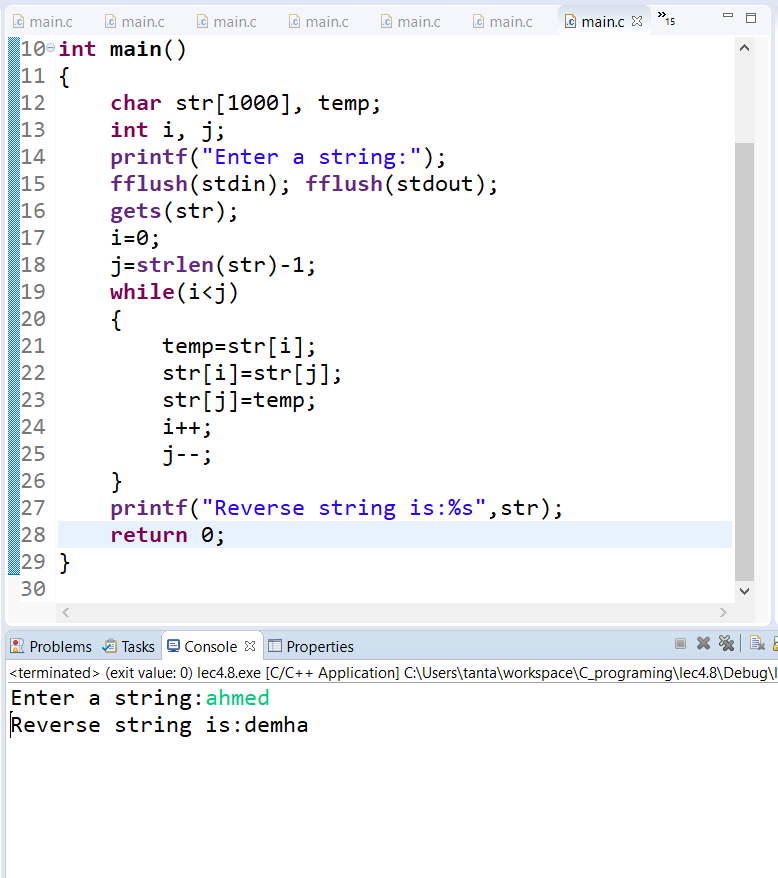 main.c main.c main.c main.c main.c main.c main.c »15
10 int main()
11 {
12     char str[1000], temp;
13     int i, j;
14     printf("Enter a string:");
15     fflush(stdin); fflush(stdout);
16     gets(str);
17     i=0;
18     j=strlen(str)-1;
19     while(i<j)
20     {
21         temp=str[i];
22         str[i]=str[j];
23         str[j]=temp;
24         i++;
25         j--;
26     }
27     printf("Reverse string is:%s",str);
28     return 0;
29 }
30
Problems Tasks Console Properties
<terminated> (exit value: 0) lec4.8.exe [C/C++ Application] C:\Users\tanta\workspace\C_programing\lec4.8\Debug\l
Enter a string:ahmed
Reverse string is:demha